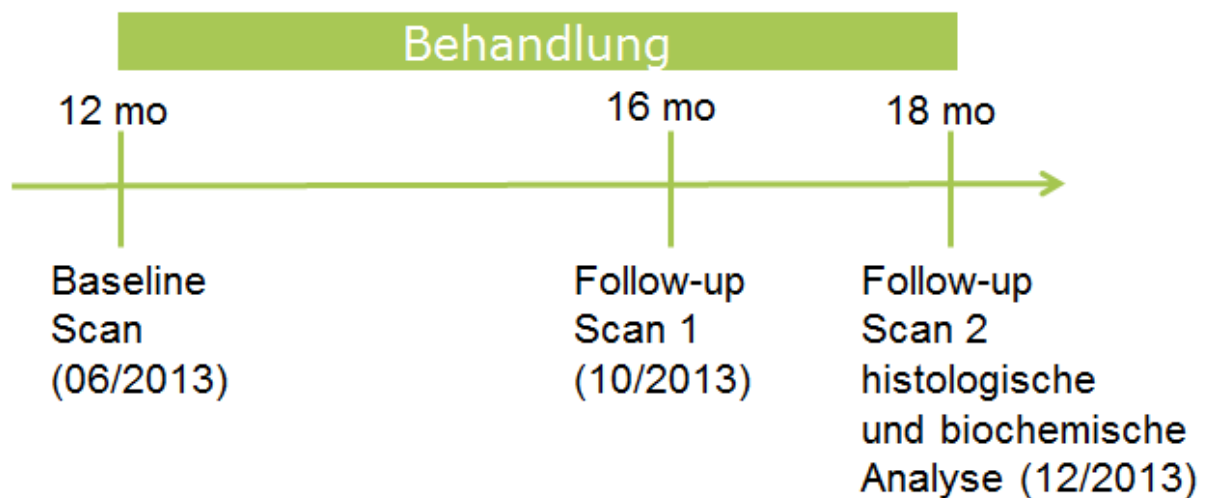 Behandlung
12 mo
16 mo
18 mo
Baseline
Scan
(06/2013)
Follow-up
Scan 1
(10/2013)
Follow-up
Scan 2
histologische
und biochemische
Analyse (12/2013)